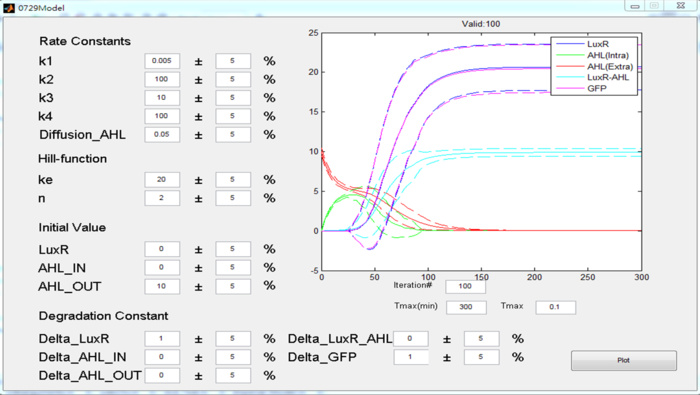 0729Model
Rate Constants
k1 0.005 ± 5 %
k2 100 ± 5 %
k3 10 ± 5 %
k4 100 ± 5 %
Diffusion_AHL 0.05 ± 5 %
Hill-function
ke 20 ± 5 %
n 2 ± 5 %
Initial Value
LuxR 0 ± 5 %
AHL_IN 0 ± 5 %
AHL_OUT 10 ± 5 %
Degradation Constant
Delta_LuxR 1 ± 5 %
Delta_AHL_IN 0 ± 5 %
Delta_AHL_OUT 0 ± 5 %
Valid:100
25
20
15
10
5
0
-5
0 50 100 150 200 250 300
LuxR
AHL(Intra)
AHL(Extra)
LuxR-AHL
GFP
Iteration# 100
Tmax(min) 300 Tmax 0.1
Delta_LuxR_AHL 0 ± 5 %
Delta_GFP 1 ± 5 %
Plot